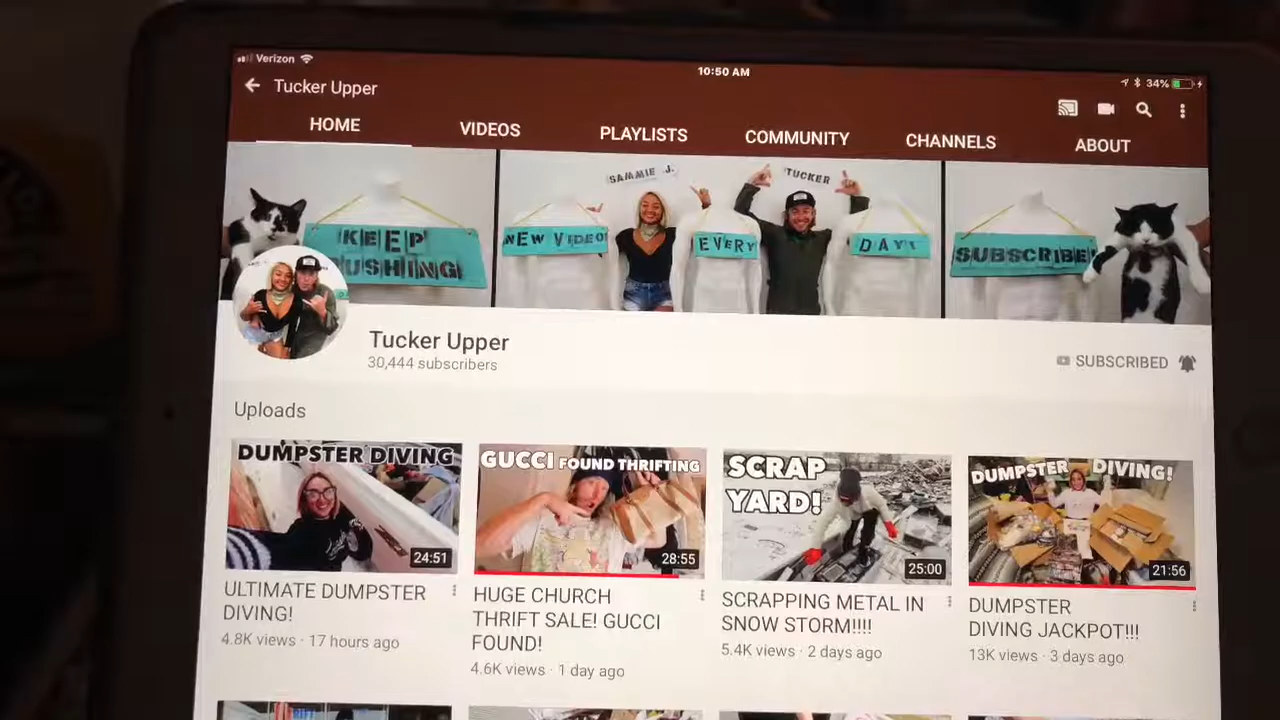 Verizon
10:50 AM
34%
Tucker Upper
HOME
VIDEOS
PLAYLISTS
COMMUNITY
CHANNELS
ABOUT
SAMMIE J.
TUCKER
KEEP
NEW VIDEO
EVERY
DAY!
SUBSCRIBE!
Tucker Upper
30,444 subscribers
SUBSCRIBED
Uploads
DUMPSTER DIVING
24:51
GUCCI FOUND THRIFTING
28:55
SCRAP
YARD!
25:00
DUMPSTER DIVING!
21:56
ULTIMATE DUMPSTER
DIVING!
4.8K views · 17 hours ago
HUGE CHURCH
THRIFT SALE! GUCCI
FOUND!
4.6K views · 1 day ago
SCRAPPING METAL IN
SNOW STORM!!!!
5.4K views · 2 days ago
DUMPSTER
DIVING JACKPOT!!!
13K views · 3 days ago